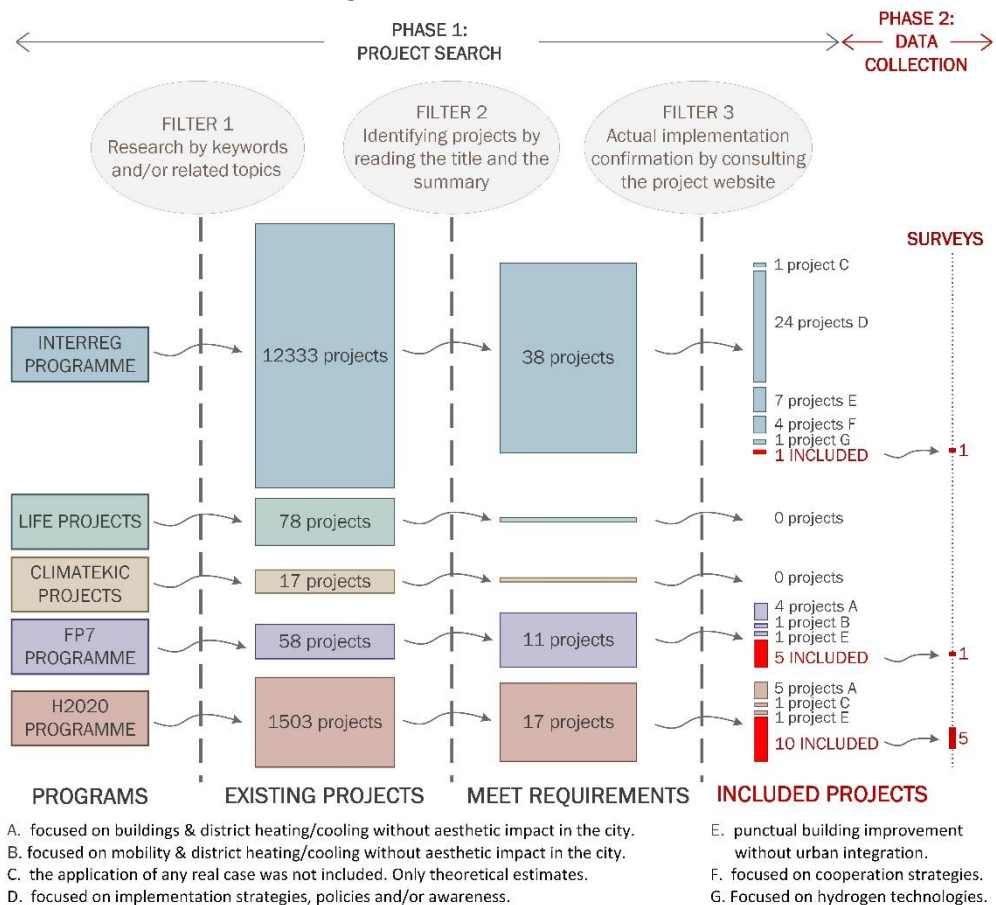 PHASE 1:
PROJECT SEARCH
PHASE 2:
DATA
COLLECTION
FILTER 1
Research by keywords
and/or related topics
FILTER 2
Identifying projects by
reading the title and the
summary
FILTER 3
Actual implementation
confirmation by consulting
the project website
SURVEYS
INTERREG
PROGRAMME
12333 projects
38 projects
1 project C
24 projects D
7 projects E
4 projects F
1 project G
1 INCLUDED
1
LIFE PROJECTS
78 projects
0 projects
CLIMATEKIC
PROJECTS
17 projects
0 projects
FP7
PROGRAMME
58 projects
11 projects
4 projects A
1 project B
1 project E
5 INCLUDED
1
H2020
PROGRAMME
1503 projects
17 projects
5 projects A
1 project C
1 project E
10 INCLUDED
5
PROGRAMS
EXISTING PROJECTS
MEET REQUIREMENTS
INCLUDED PROJECTS
A. focused on buildings & district heating/cooling without aesthetic impact in the city.
B. focused on mobility & district heating/cooling without aesthetic impact in the city.
C. the application of any real case was not included. Only theoretical estimates.
D. focused on implementation strategies, policies and/or awareness.
E. punctual building improvement
without urban integration.
F. focused on cooperation strategies.
G. Focused on hydrogen technologies.